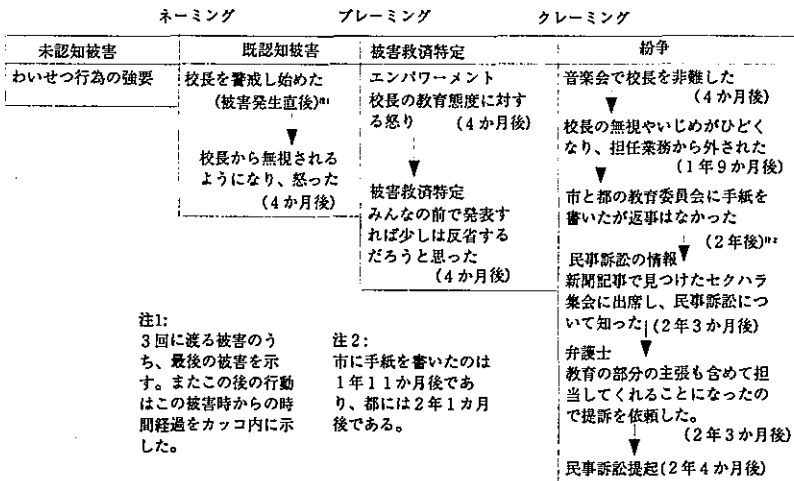 ネーミング
ブレーミング
クレーミング
未認知被害
既認知被害
被害救済特定
紛争
わいせつ行為の強要
校長を警戒し始めた
(被害発生直後)注1
校長から無視される
ようになり、怒った
(4か月後)
エンパワーメント
校長の教育態度に対す
る怒り (4か月後)
被害救済特定
みんなの前で発表す
れば少しは反省する
だろうと思った
(4か月後)
音楽会で校長を非難した
(4か月後)
校長の無視やいじめがひどく
なり、担任業務から外された
(1年9か月後)
市と都の教育委員会に手紙を
書いたが返事はなかった
(2年後)注2
民事訴訟の情報
新聞記事で見つけたセクハラ
集会に出席し、民事訴訟につ
いて知った (2年3か月後)
弁護士
教育の部分の主張も含めて担
当してくれることになったの
で提訴を依頼した。
(2年3か月後)
民事訴訟提起(2年4か月後)
注1:
3回に渡る被害のう
ち、最後の被害を示
す。またこの後の行動
はこの被害時からの時
間経過をカッコ内に示
した。
注2:
市に手紙を書いたのは
1年11か月後であ
り、都には2年1カ月
後である。